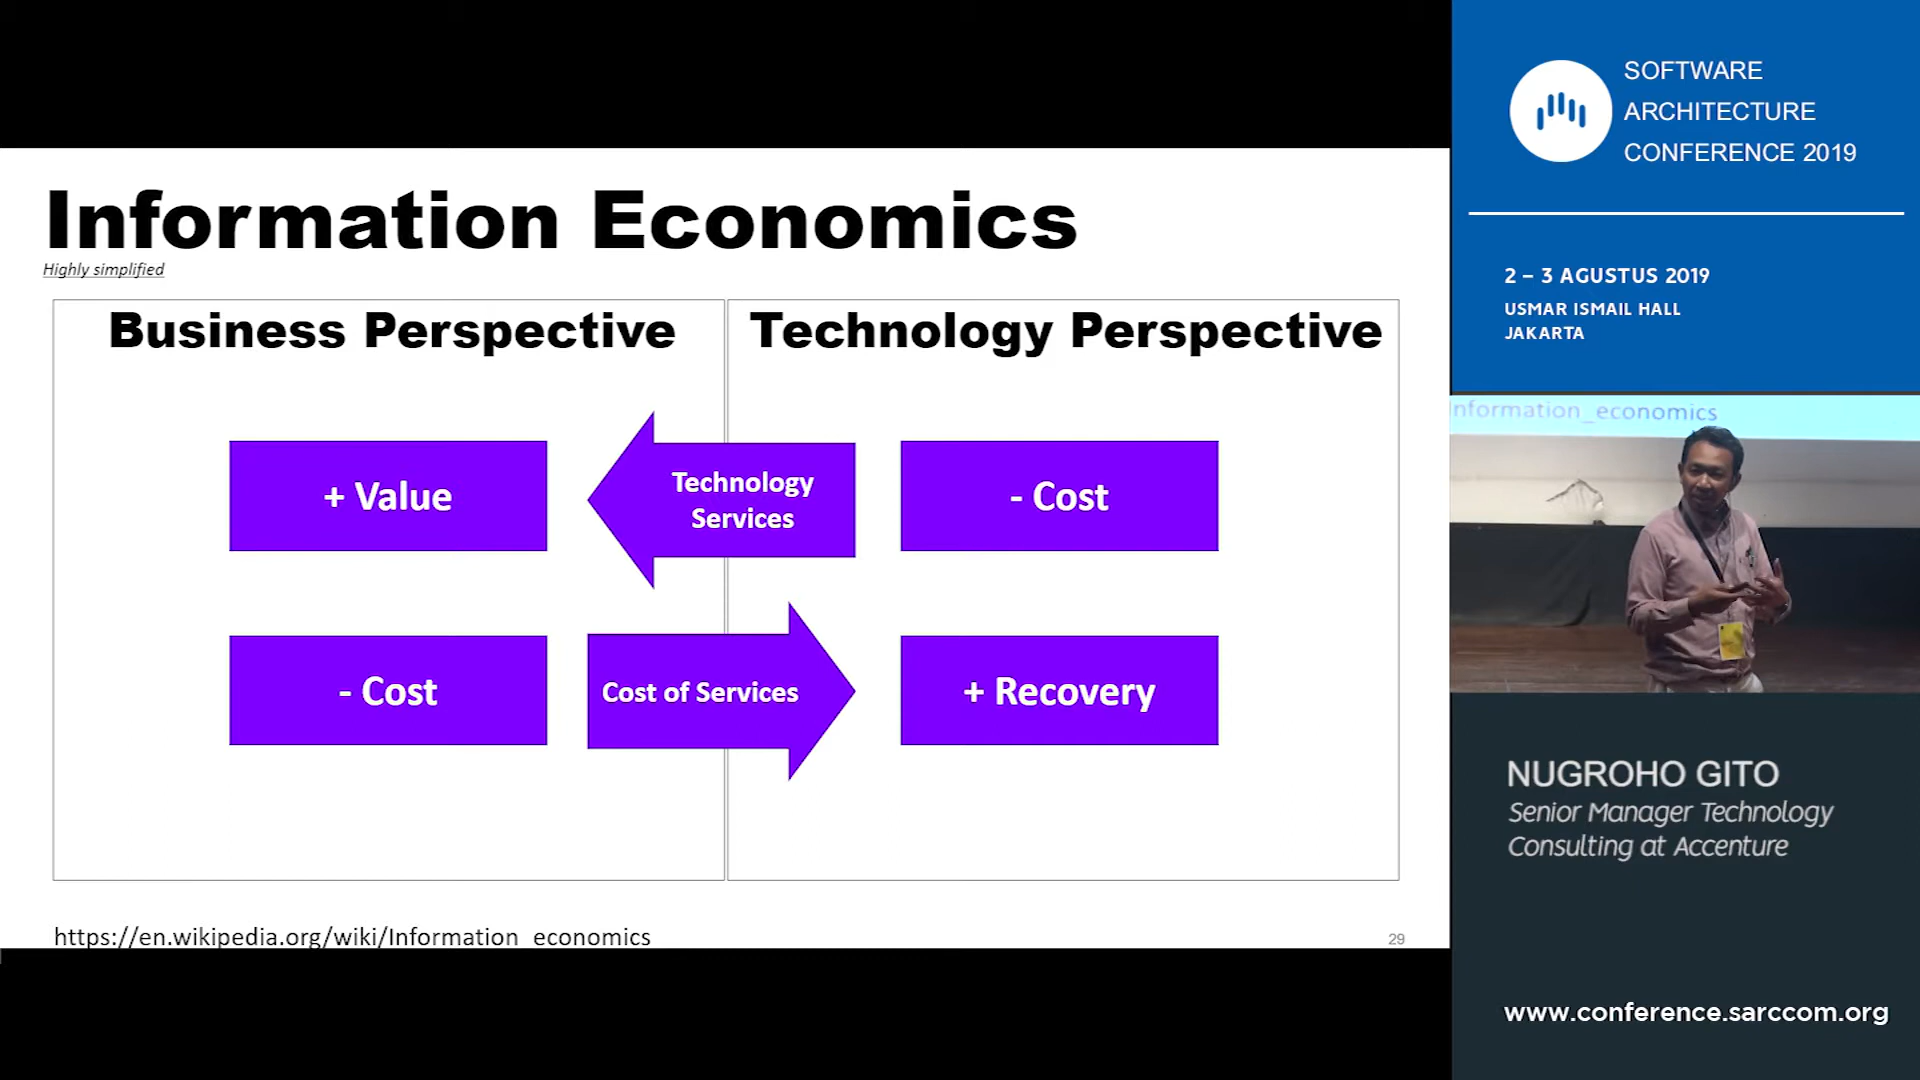 Information Economics
Highly simplified
Business Perspective
Technology Perspective
+ Value
Technology
Services
- Cost
- Cost
Cost of Services
+ Recovery
https://en.wikipedia.org/wiki/Information_economics
29
SOFTWARE
ARCHITECTURE
CONFERENCE 2019
2 – 3 AGUSTUS 2019
USMAR ISMAIL HALL
JAKARTA
nformation_economics
NUGROHO GITO
Senior Manager Technology
Consulting at Accenture
www.conference.sarccom.org